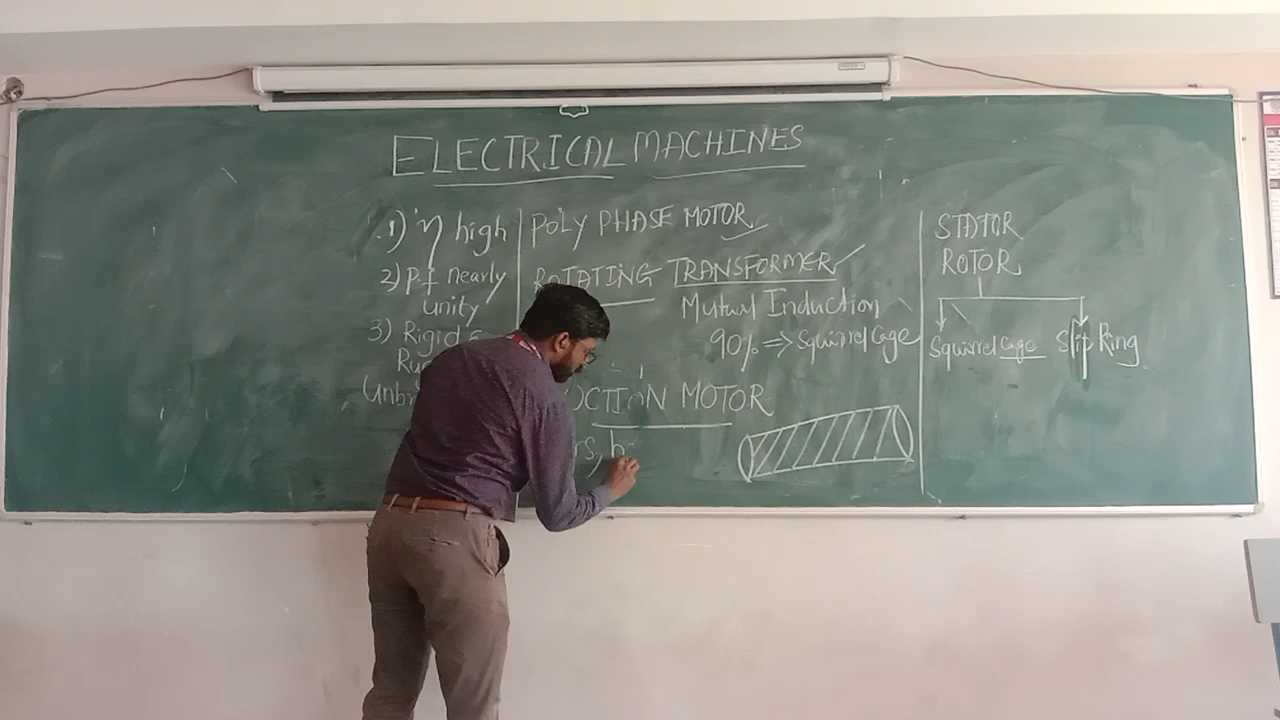 ELECTRICAL MACHINES
1) η high
2) P.f nearly
unity
3) Rigid
POLY PHASE MOTOR
ROTATING TRANSFORMER
Mutual Induction
90% => Squirrel Cage
MOTOR
STATOR
ROTOR
Squirrel Cage
Slip Ring